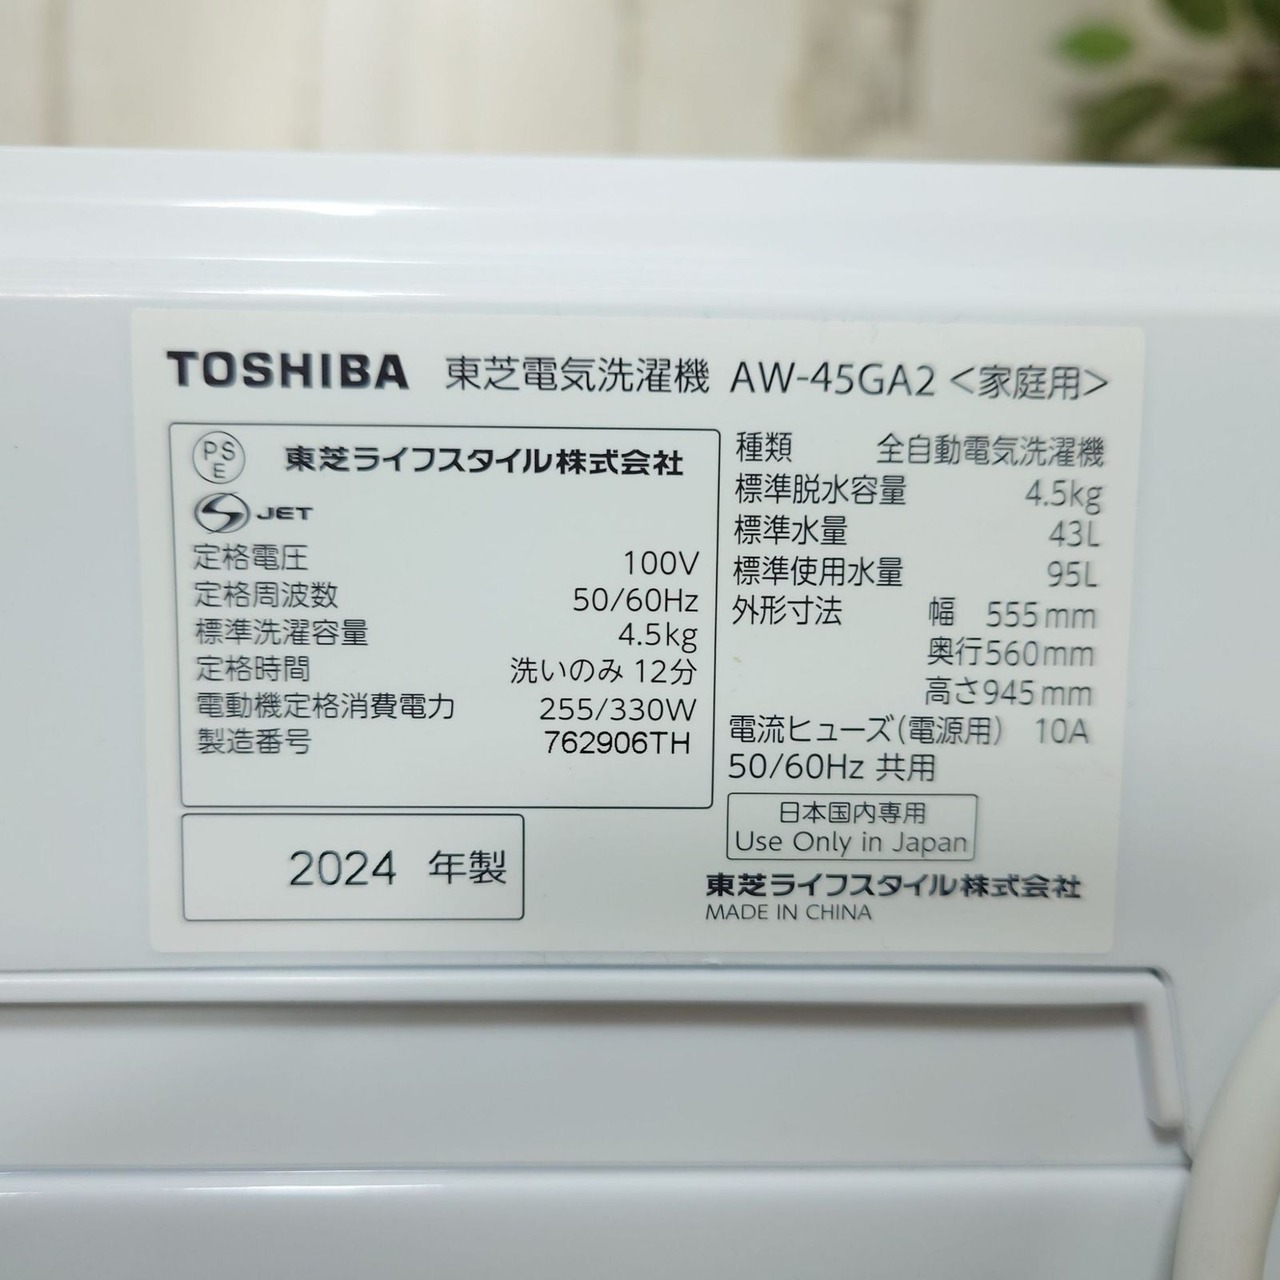 TOSHIBA 東芝電気洗濯機 AW-45GA2 <家庭用>
PSE 東芝ライフスタイル株式会社
S JET
定格電圧 100V
定格周波数 50/60Hz
標準洗濯容量 4.5kg
定格時間 洗いのみ 12分
電動機定格消費電力 255/330W
製造番号 762906TH
2024 年製
種類 全自動電気洗濯機
標準脱水容量 4.5kg
標準水量 43L
標準使用水量 95L
外形寸法 幅 555mm
奥行560mm
高さ945mm
電流ヒューズ(電源用) 10A
50/60Hz 共用
日本国内専用
Use Only in Japan
東芝ライフスタイル株式会社
MADE IN CHINA